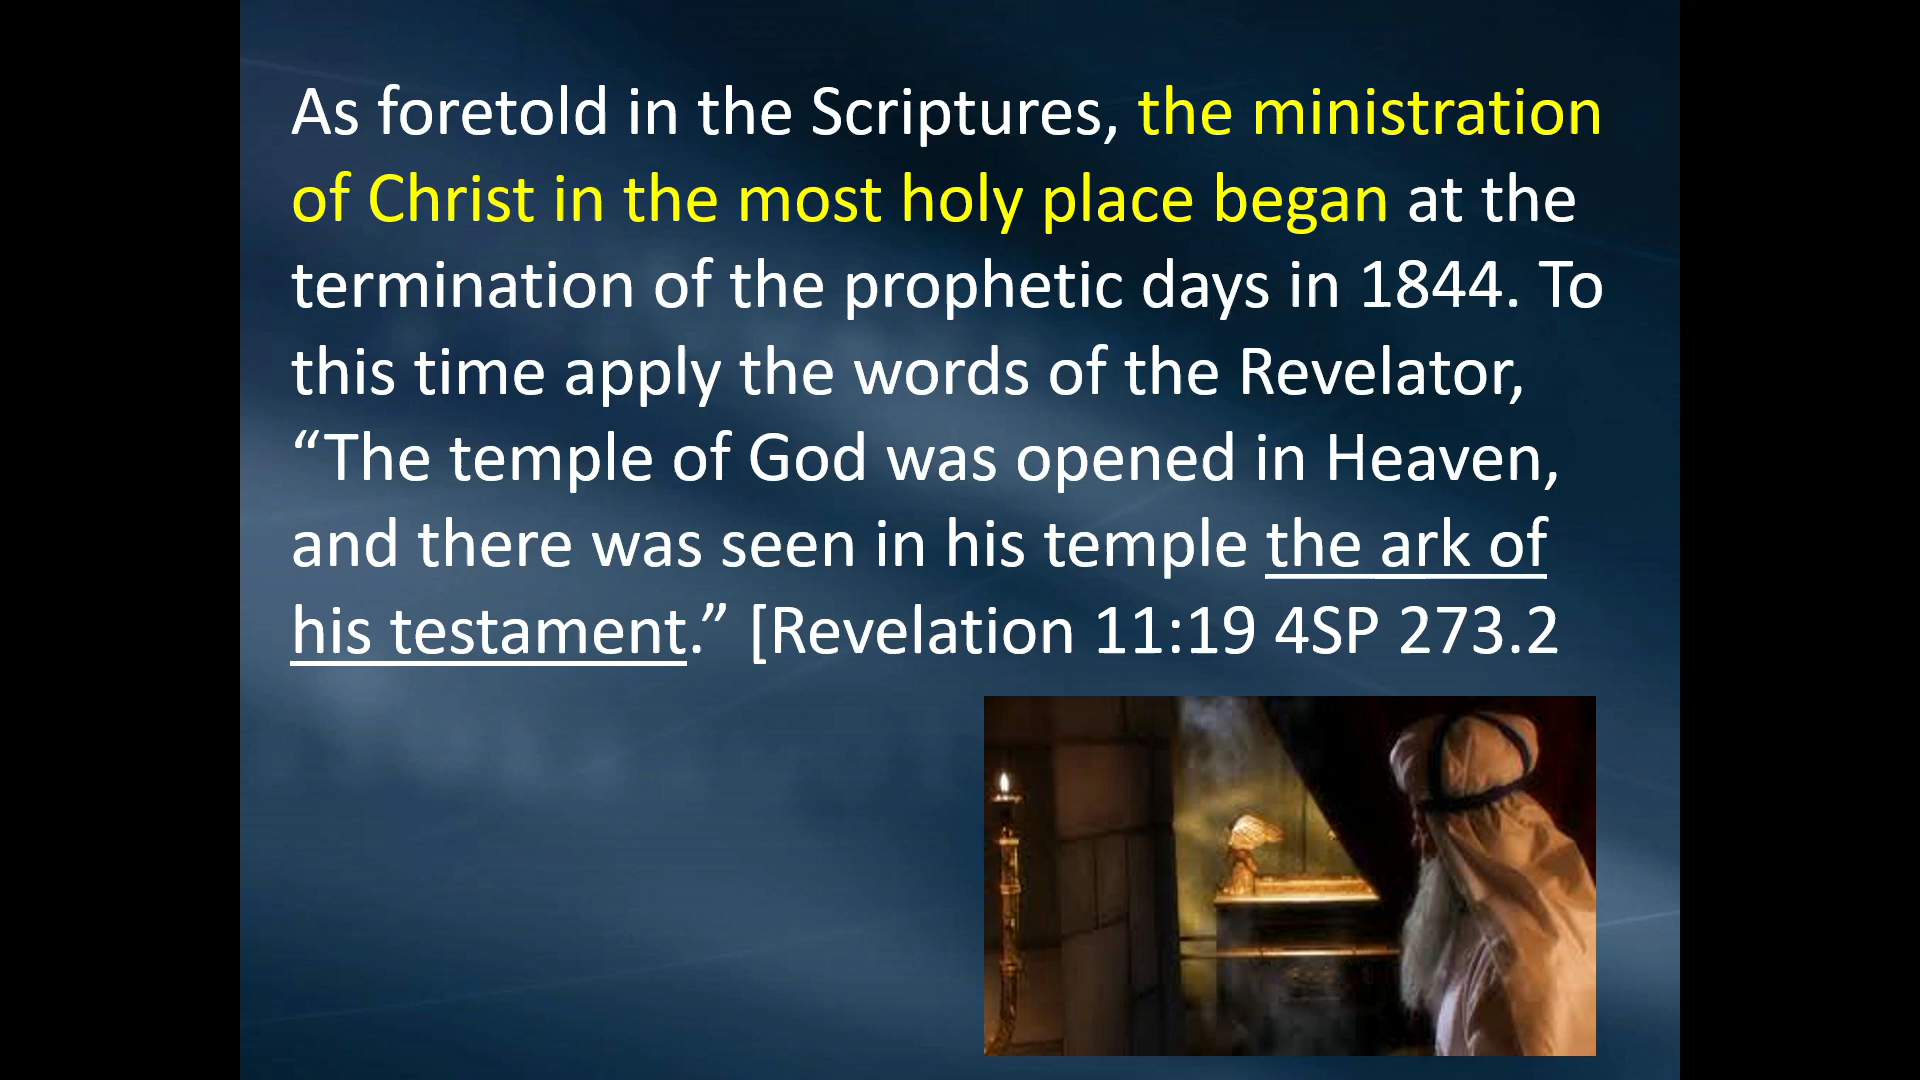 As foretold in the Scriptures, the ministration
of Christ in the most holy place began at the
termination of the prophetic days in 1844. To
this time apply the words of the Revelator,
“The temple of God was opened in Heaven,
and there was seen in his temple the ark of
his testament.” [Revelation 11:19 4SP 273.2